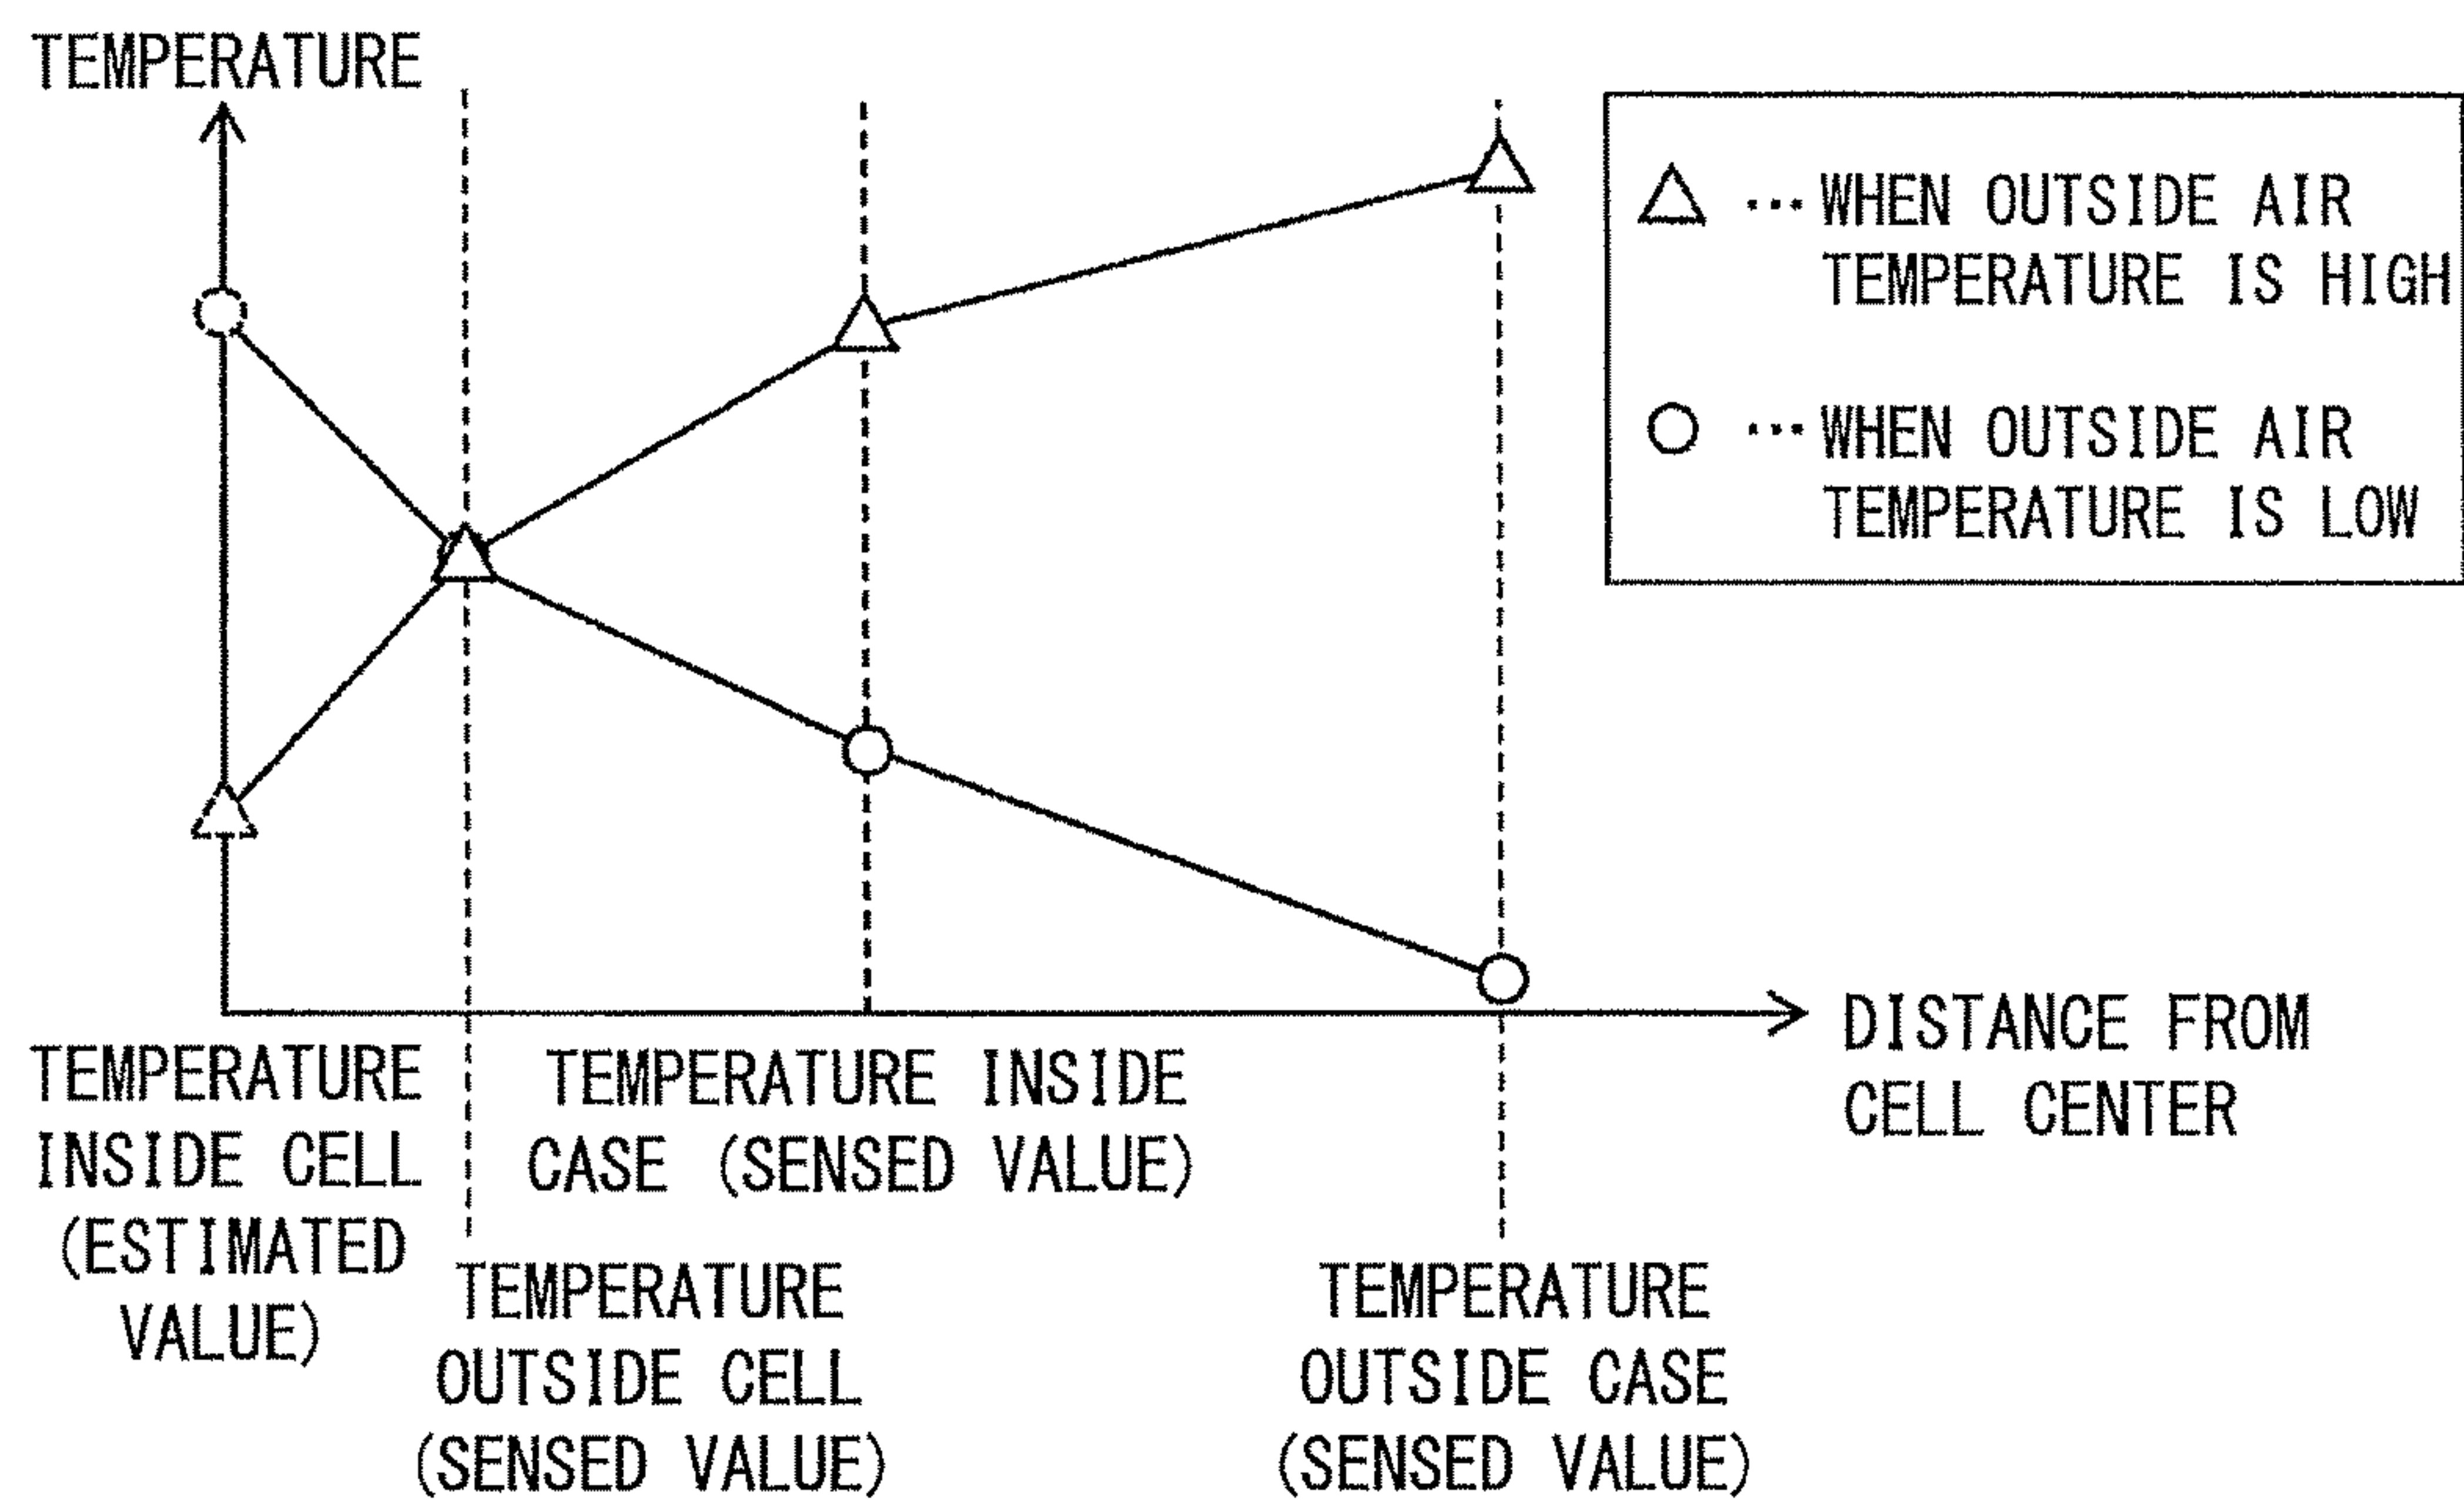 TEMPERATURE
△ ··· WHEN OUTSIDE AIR
TEMPERATURE IS HIGH
○ ··· WHEN OUTSIDE AIR
TEMPERATURE IS LOW
DISTANCE FROM
CELL CENTER
TEMPERATURE
INSIDE CELL
(ESTIMATED
VALUE)
TEMPERATURE INSIDE
CASE (SENSED VALUE)
TEMPERATURE
OUTSIDE CELL
(SENSED VALUE)
TEMPERATURE
OUTSIDE CASE
(SENSED VALUE)